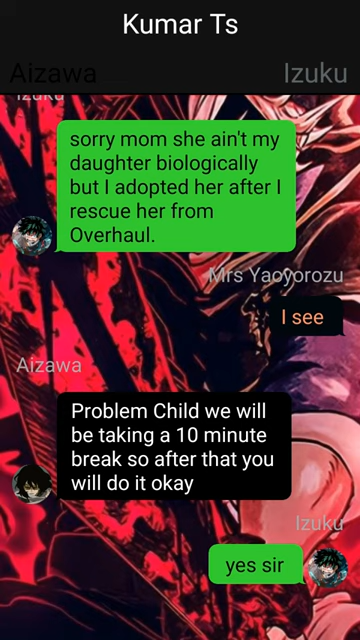 Kumar Ts
Aizawa
Izuku
Izuku
sorry mom she ain't my
daughter biologically
but I adopted her after I
rescue her from
Overhaul.
Mrs Yaoyorozu
I see
Aizawa
Problem Child we will
be taking a 10 minute
break so after that you
will do it okay
Izuku
yes sir